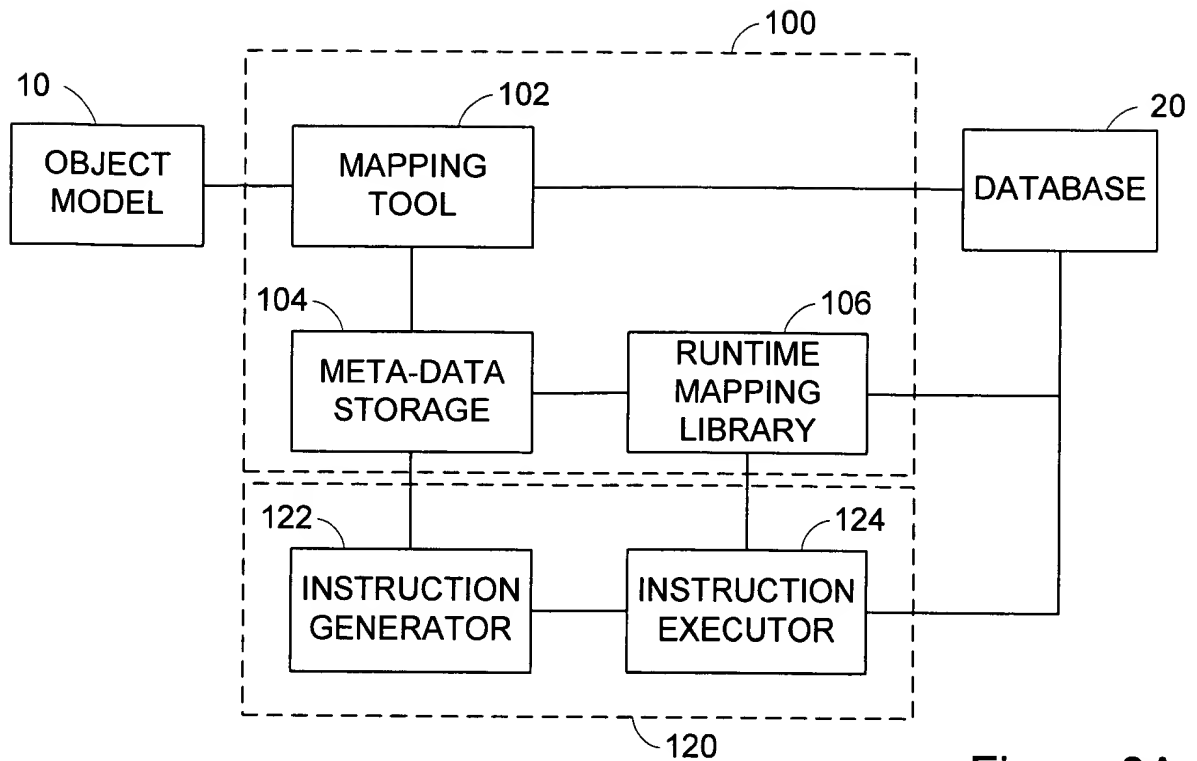 100
10
102
20
OBJECT
MODEL
MAPPING
TOOL
DATABASE
104
106
META-DATA
STORAGE
RUNTIME
MAPPING
LIBRARY
122
124
INSTRUCTION
GENERATOR
INSTRUCTION
EXECUTOR
120